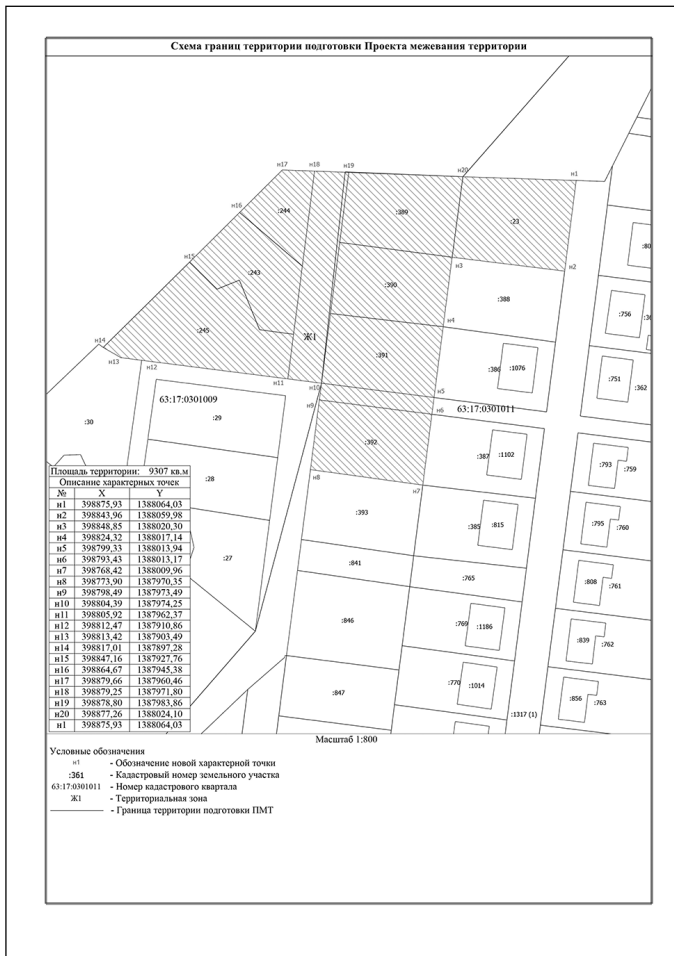 Схема границ территории подготовки Проекта межевания территории
н17
н18
н19
н20
н1
н16
:244
:389
:23
:80
н15
:243
н3
н2
:390
:388
:756
:245
н4
Ж1
:391
:386
:1076
:751
:362
н14
н13
н12
н11
н10
н5
63:17:0301009
н9
н6
63:17:0301011
:30
:29
:392
:387
:1102
:793
:759
Площадь территории: 9307 кв.м
Описание характерных точек
№ X Y
н1 398875,93 1388064,03
н2 398843,96 1388059,98
н3 398848,85 1388020,30
н4 398824,32 1388017,14
н5 398799,33 1388013,94
н6 398793,43 1388013,17
н7 398768,42 1388009,96
н8 398773,90 1387970,35
н9 398798,49 1387973,49
н10 398804,39 1387974,25
н11 398805,92 1387962,37
н12 398812,47 1387910,86
н13 398813,42 1387903,49
н14 398817,01 1387897,28
н15 398847,16 1387927,76
н16 398864,67 1387945,38
н17 398879,66 1387960,46
н18 398879,25 1387971,80
н19 398878,80 1387983,86
н20 398877,26 1388024,10
н1 398875,93 1388064,03
:28
н8
н7
:393
:385
:815
:795
:760
:27
:841
:765
:808
:761
:846
:769
:1186
:839
:762
:847
:770
:1014
:856
:763
:1317 (1)
Масштаб 1:800
Условные обозначения
н1 - Обозначение новой характерной точки
:361 - Кадастровый номер земельного участка
63:17:0301011 - Номер кадастрового квартала
Ж1 - Территориальная зона
- Граница территории подготовки ПМТ